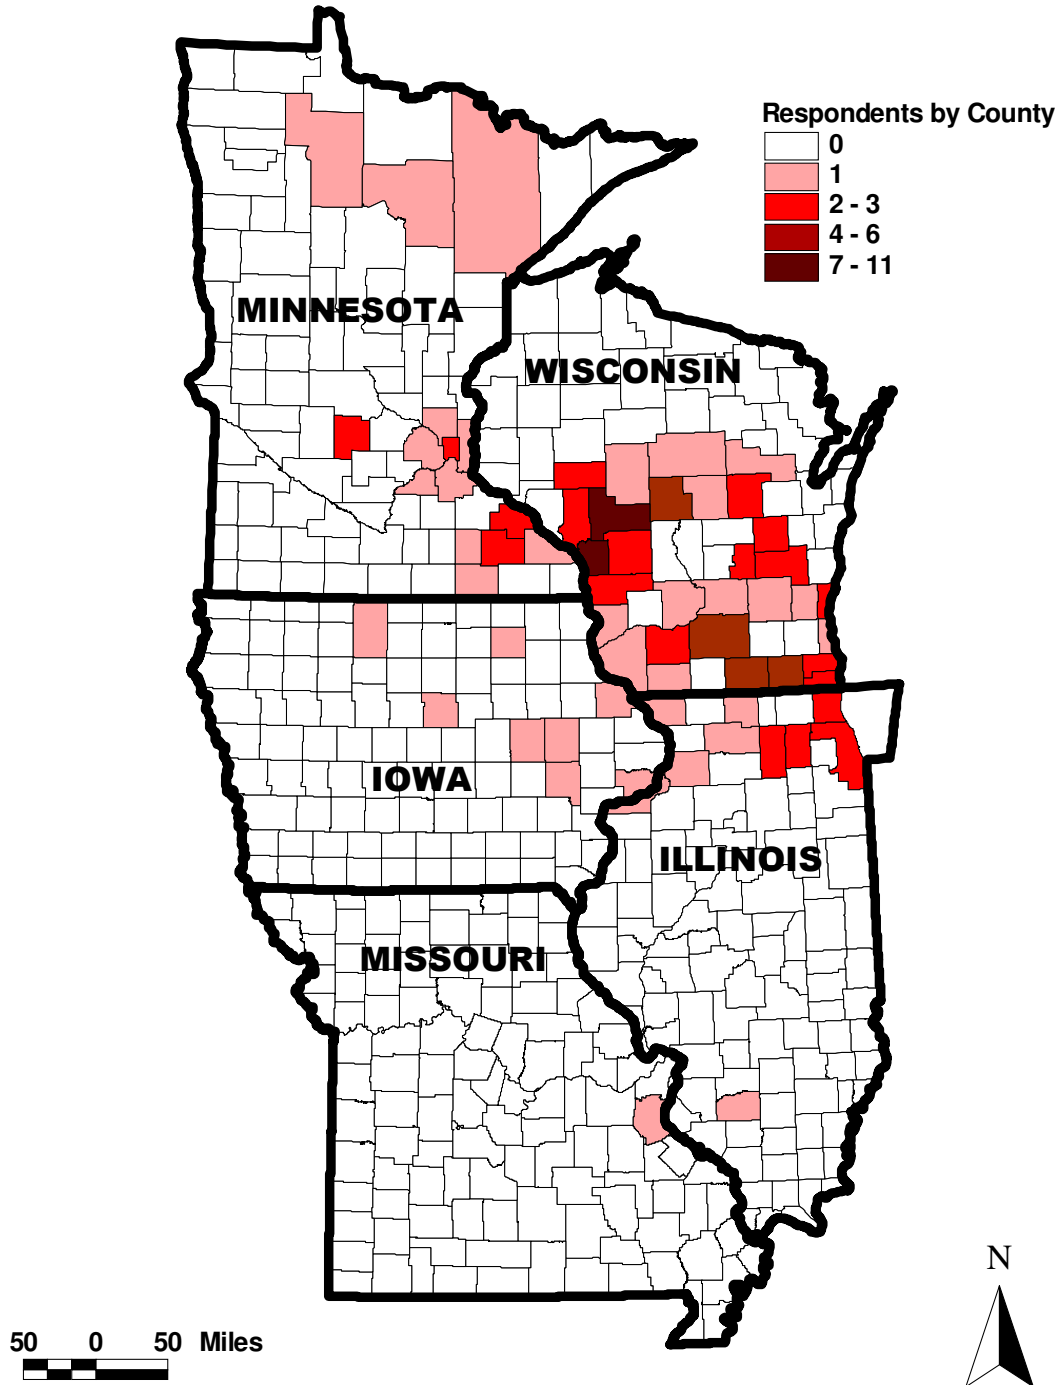 Respondents by County
0
1
2 - 3
4 - 6
7 - 11
MINNESOTA
WISCONSIN
IOWA
ILLINOIS
MISSOURI
N
50 0 50 Miles